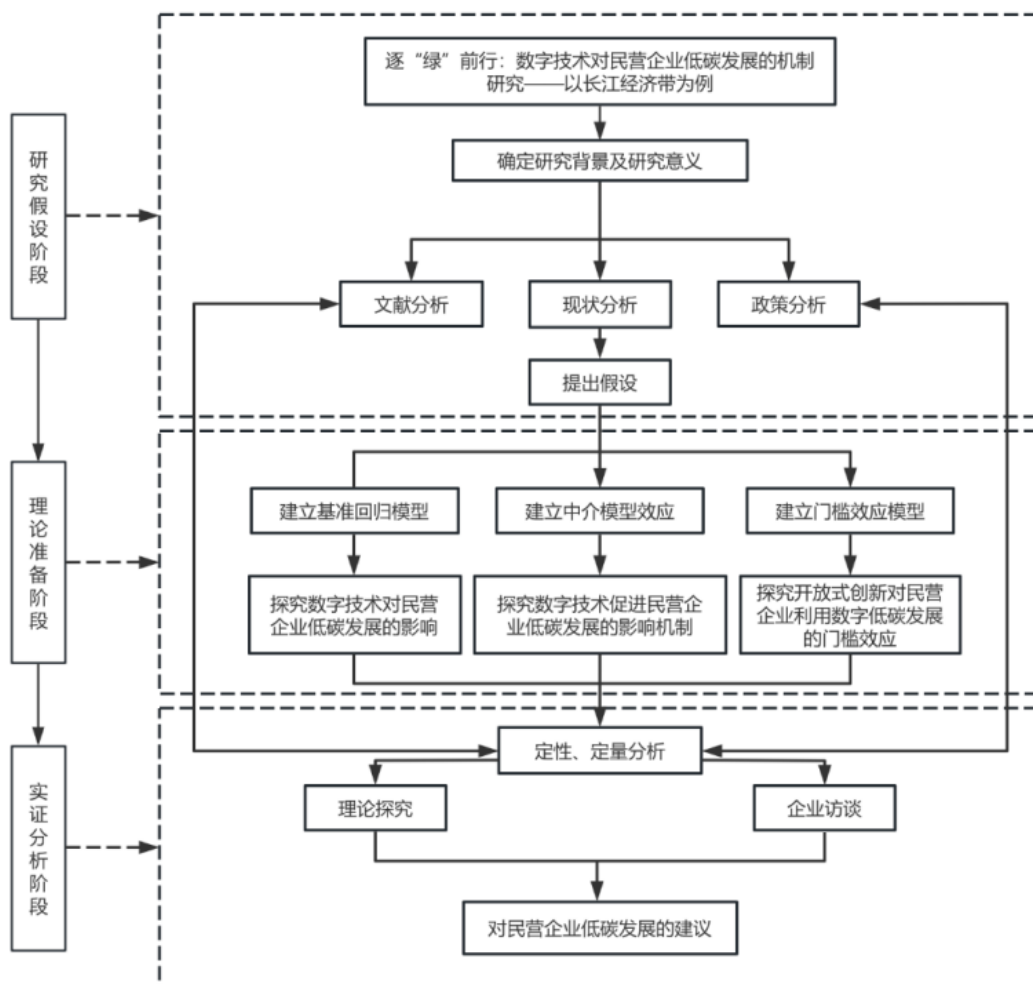 逐“绿”前行：数字技术对民营企业低碳发展的机制
研究——以长江经济带为例
确定研究背景及研究意义
研究假设阶段
文献分析
现状分析
政策分析
提出假设
理论准备阶段
建立基准回归模型
建立中介模型效应
建立门槛效应模型
探究数字技术对民营
企业低碳发展的影响
探究数字技术促进民营企
业低碳发展的影响机制
探究开放式创新对民营
企业利用数字低碳发展
的门槛效应
实证分析阶段
定性、定量分析
理论探究
企业访谈
对民营企业低碳发展的建议